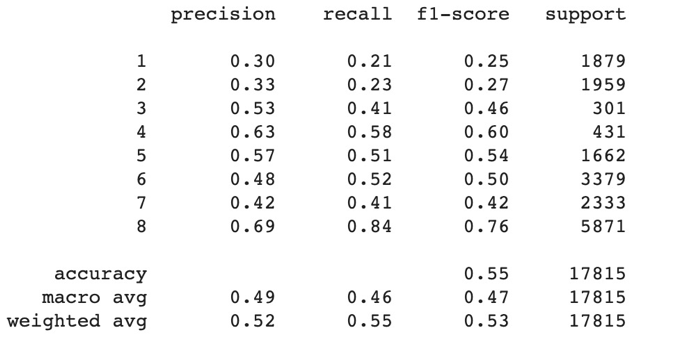 precision recall f1-score support
1 0.30 0.21 0.25 1879
2 0.33 0.23 0.27 1959
3 0.53 0.41 0.46 301
4 0.63 0.58 0.60 431
5 0.57 0.51 0.54 1662
6 0.48 0.52 0.50 3379
7 0.42 0.41 0.42 2333
8 0.69 0.84 0.76 5871
accuracy 0.55 17815
macro avg 0.49 0.46 0.47 17815
weighted avg 0.52 0.55 0.53 17815